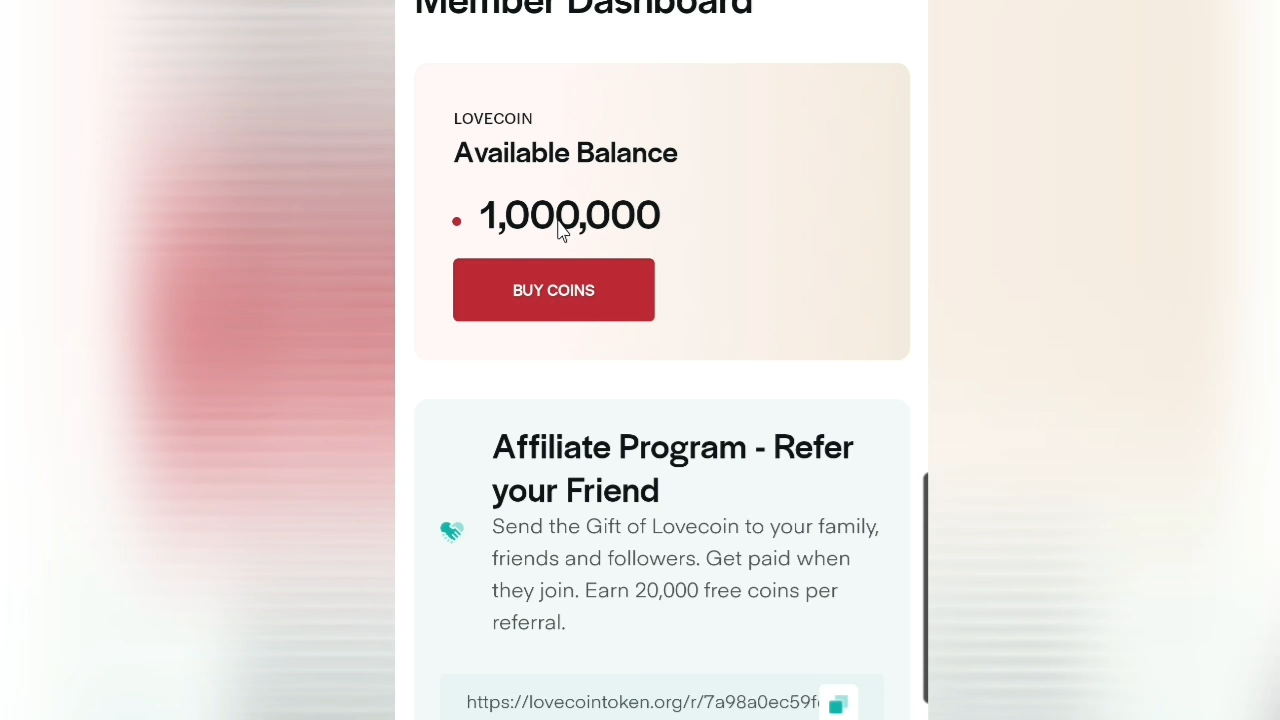 Member Dashboard
LOVECOIN
Available Balance
1,000,000
BUY COINS
Affiliate Program - Refer
your Friend
Send the Gift of Lovecoin to your family,
friends and followers. Get paid when
they join. Earn 20,000 free coins per
referral.
https://lovecointoken.org/r/7a98a0ec59f